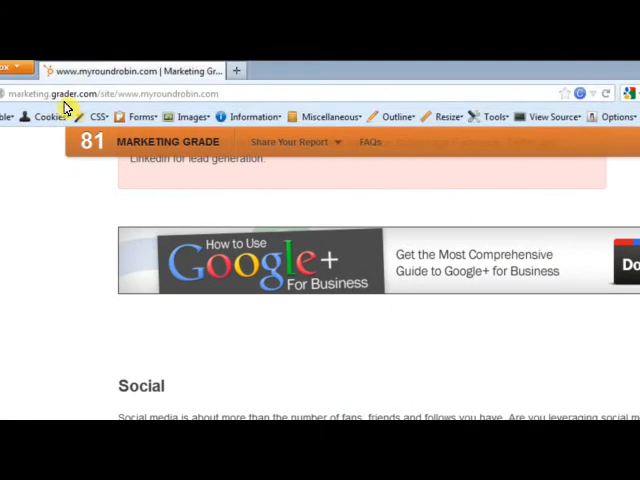 ox
www.myroundrobin.com | Marketing Gr...
marketing.grader.com/site/www.myroundrobin.com
Cookies CSS Forms Images Information Miscellaneous Outline Resize Tools View Source Options
81 MARKETING GRADE Share Your Report FAQs
LinkedIn for lead generation.
How to Use
Google+
For Business
Get the Most Comprehensive
Guide to Google+ for Business
Do
Social
Social media is about more than the number of fans, friends and follows you have. Are you leveraging social m